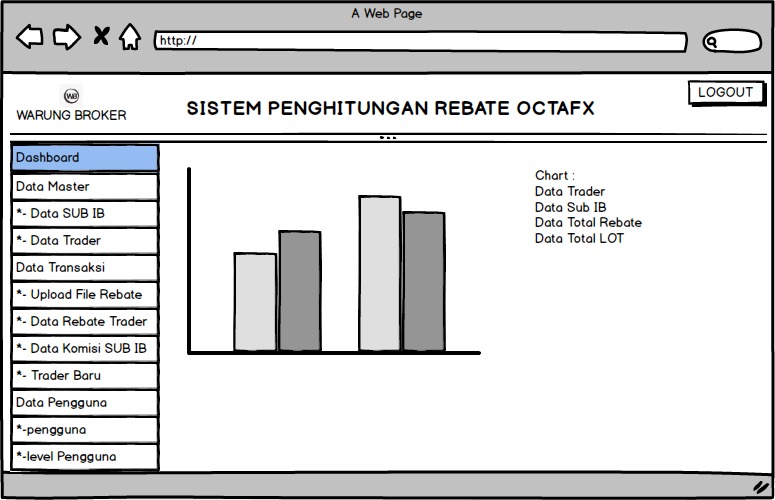 A Web Page
http://
WB
WARUNG BROKER
SISTEM PENGHITUNGAN REBATE OCTAFX
LOGOUT
Dashboard
Data Master
*- Data SUB IB
*- Data Trader
Data Transaksi
*- Upload File Rebate
*- Data Rebate Trader
*- Data Komisi SUB IB
*- Trader Baru
Data Pengguna
*-pengguna
*-level Pengguna
Chart :
Data Trader
Data Sub IB
Data Total Rebate
Data Total LOT